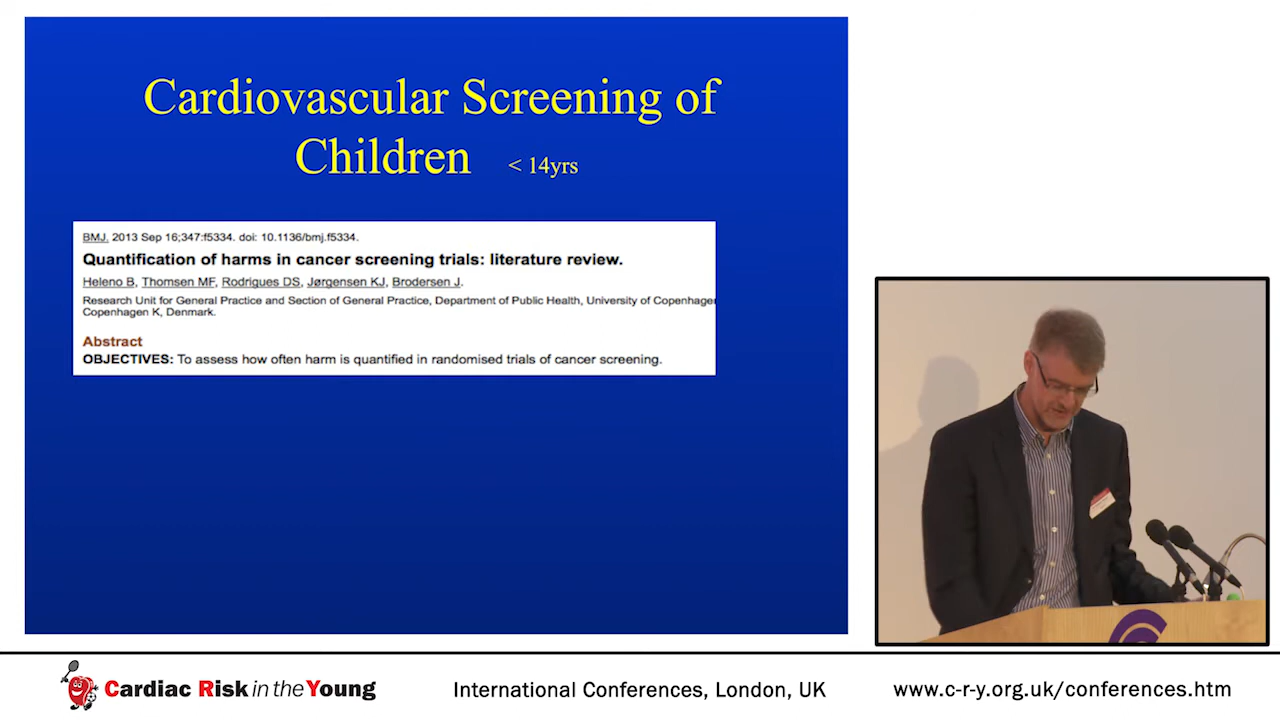 Cardiovascular Screening of
Children < 14yrs
BMJ. 2013 Sep 16;347:f5334. doi: 10.1136/bmj.f5334.
Quantification of harms in cancer screening trials: literature review.
Heleno B, Thomsen MF, Rodrigues DS, Jørgensen KJ, Brodersen J.
Research Unit for General Practice and Section of General Practice, Department of Public Health, University of Copenhagen
Copenhagen K, Denmark.
Abstract
OBJECTIVES: To assess how often harm is quantified in randomised trials of cancer screening.
Cardiac Risk in the Young
International Conferences, London, UK
www.c-r-y.org.uk/conferences.htm